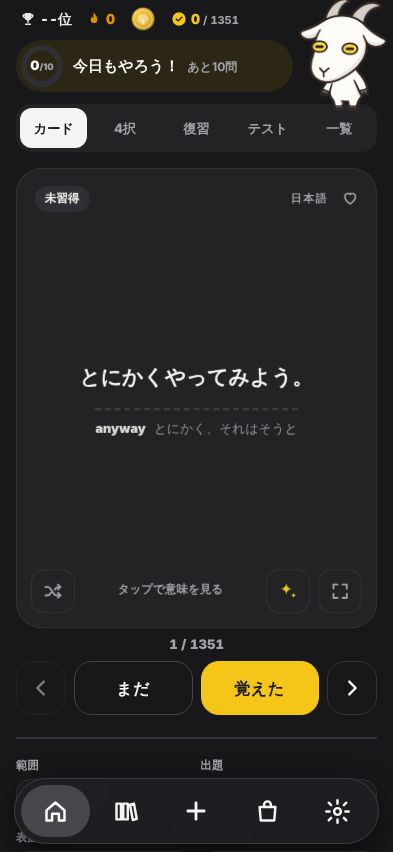 --位 0 0 / 1351
0/10 今日もやろう！ あと10問
カード 4択 復習 テスト 一覧
未習得 日本語
とにかくやってみよう。
anyway とにかく、それはそうと
タップで意味を見る
1 / 1351
まだ 覚えた
範囲 出題